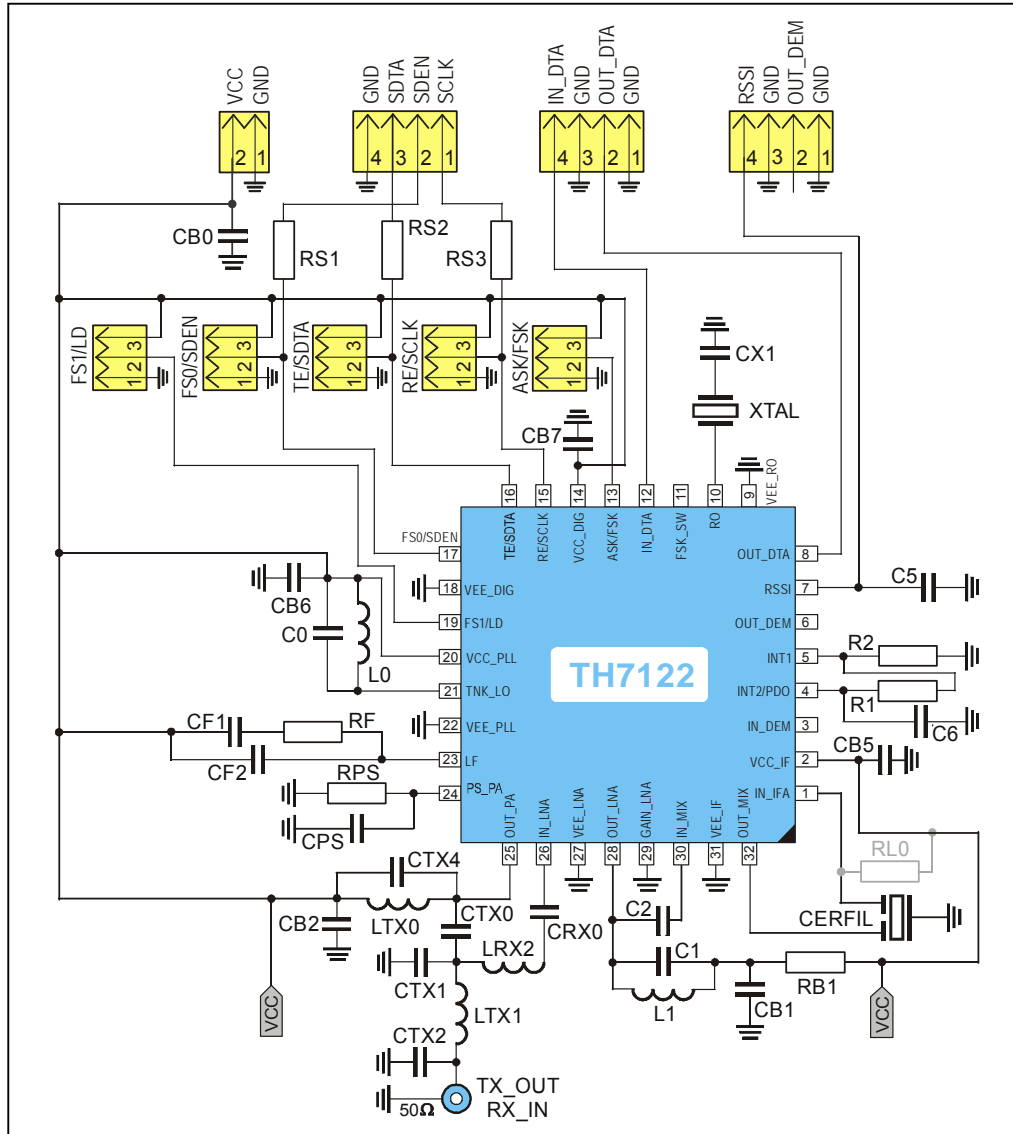 VCC
GND
GND
SDTA
SDEN
SCLK
IN_DTA
GND
OUT_DTA
GND
RSSI
GND
OUT_DEM
GND
2
1
4
3
2
1
4
3
2
1
4
3
2
1
CB0
RS1
RS2
RS3
FS1/LD
1
2
3
FS0/SDEN
1
2
3
TE/SDTA
1
2
3
RE/SCLK
1
2
3
ASK/FSK
1
2
3
CX1
XTAL
CB7
VEE_RO
16
15
14
13
12
11
10
9
TE/SDTA
RE/SCLK
VCC_DIG
ASK/FSK
IN_DTA
FSK_SW
RO
FS0/SDEN
17
OUT_DTA
8
18
VEE_DIG
RSSI
7
C5
CB6
19
FS1/LD
OUT_DEM
6
C0
L0
20
VCC_PLL
TH7122
INT1
5
R2
21
TNK_LO
INT2/PDO
4
R1
C6
CF1
RF
22
VEE_PLL
IN_DEM
3
CF2
23
LF
VCC_IF
2
CB5
RPS
24
PS_PA
IN_IFA
1
CPS
OUT_PA
IN_LNA
VEE_LNA
OUT_LNA
GAIN_LNA
IN_MIX
VEE_IF
OUT_MIX
25
26
27
28
29
30
31
32
RL0
CTX4
LTX0
CB2
CTX0
CRX0
C2
CERFIL
LRX2
C1
CTX1
L1
CB1
RB1
VCC
VCC
LTX1
CTX2
50Ω
TX_OUT
RX_IN